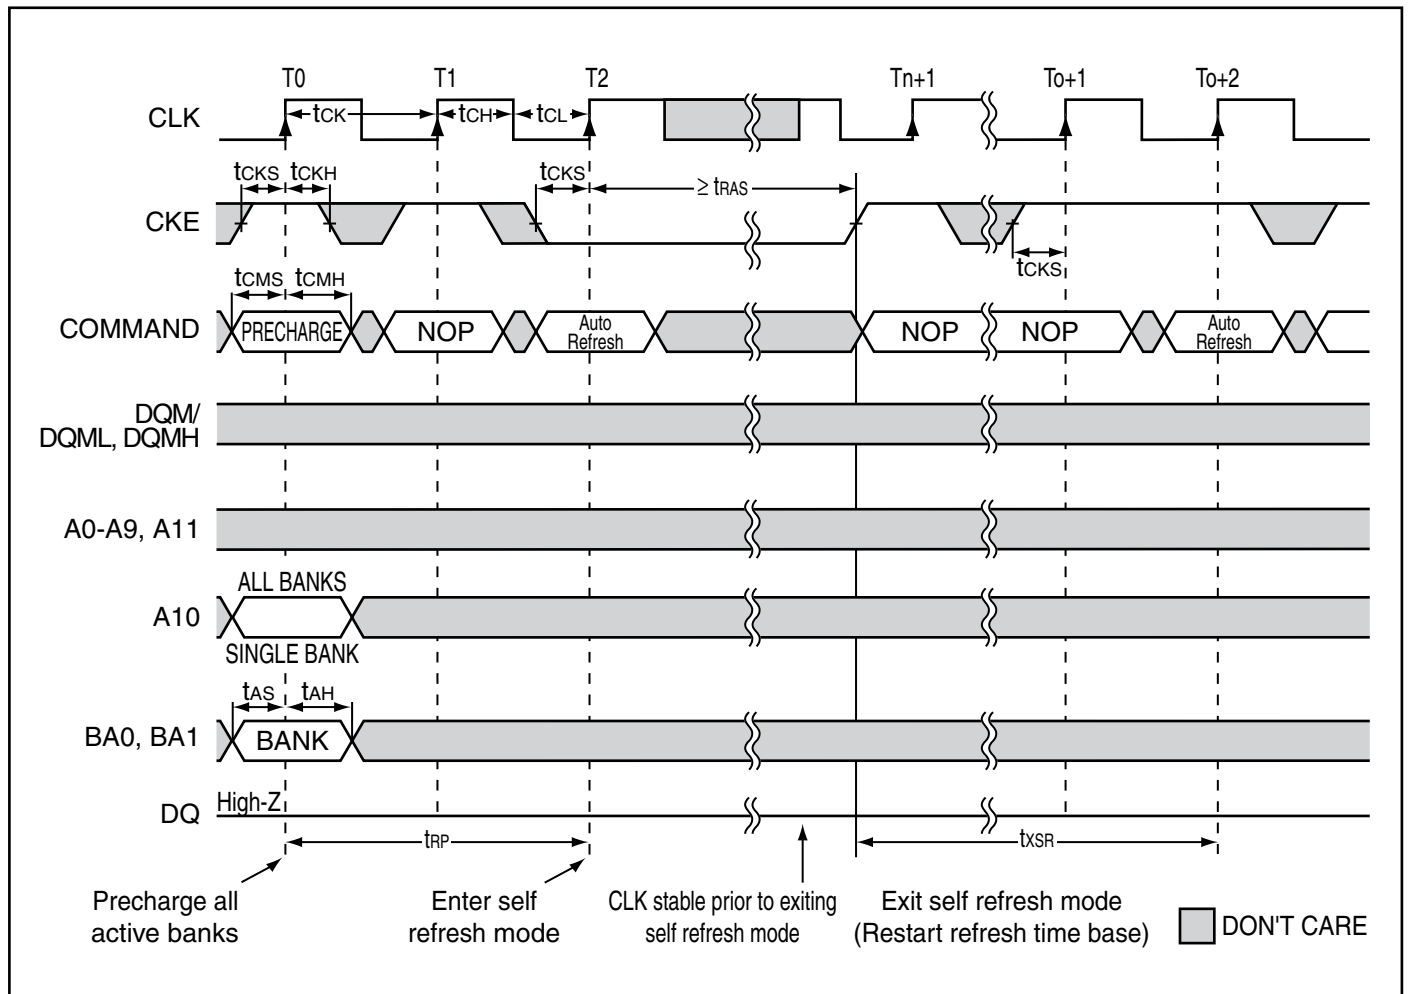 T0 T1 T2 Tn+1 To+1 To+2
CLK tCK tCH tCL
tCKS tCKH tCKS ≥ tRAS
CKE
tCKS
tCMS tCMH
COMMAND PRECHARGE NOP Auto Refresh NOP NOP Auto Refresh
DQM/
DQML, DQMH
A0-A9, A11
ALL BANKS
A10
SINGLE BANK
tAS tAH
BA0, BA1 BANK
High-Z
DQ
tRP tXSR
Precharge all
active banks
Enter self
refresh mode
CLK stable prior to exiting
self refresh mode
Exit self refresh mode
(Restart refresh time base)
DON'T CARE